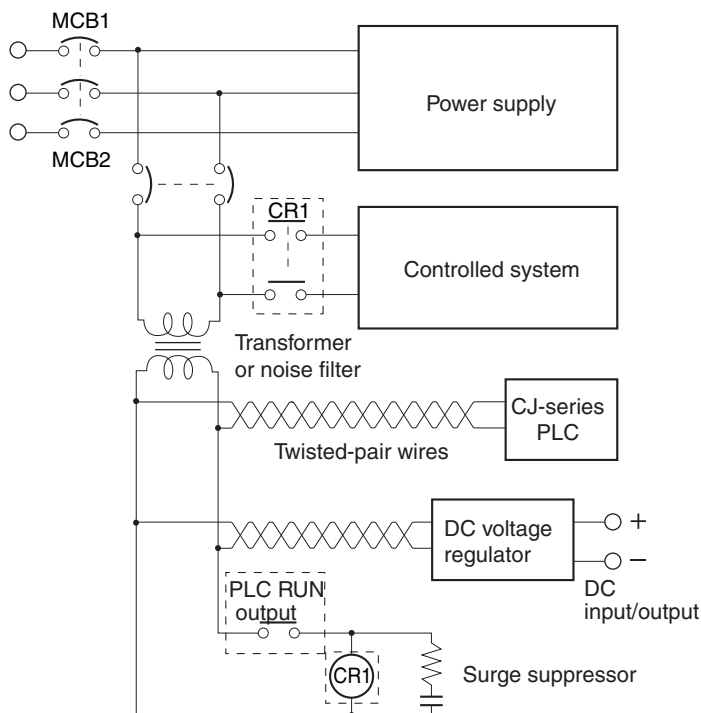 MCB1
Power supply
MCB2
CR1
Controlled system
Transformer
or noise filter
CJ-series
PLC
Twisted-pair wires
DC voltage
regulator
+
−
DC
input/output
PLC RUN
output
CR1
Surge suppressor